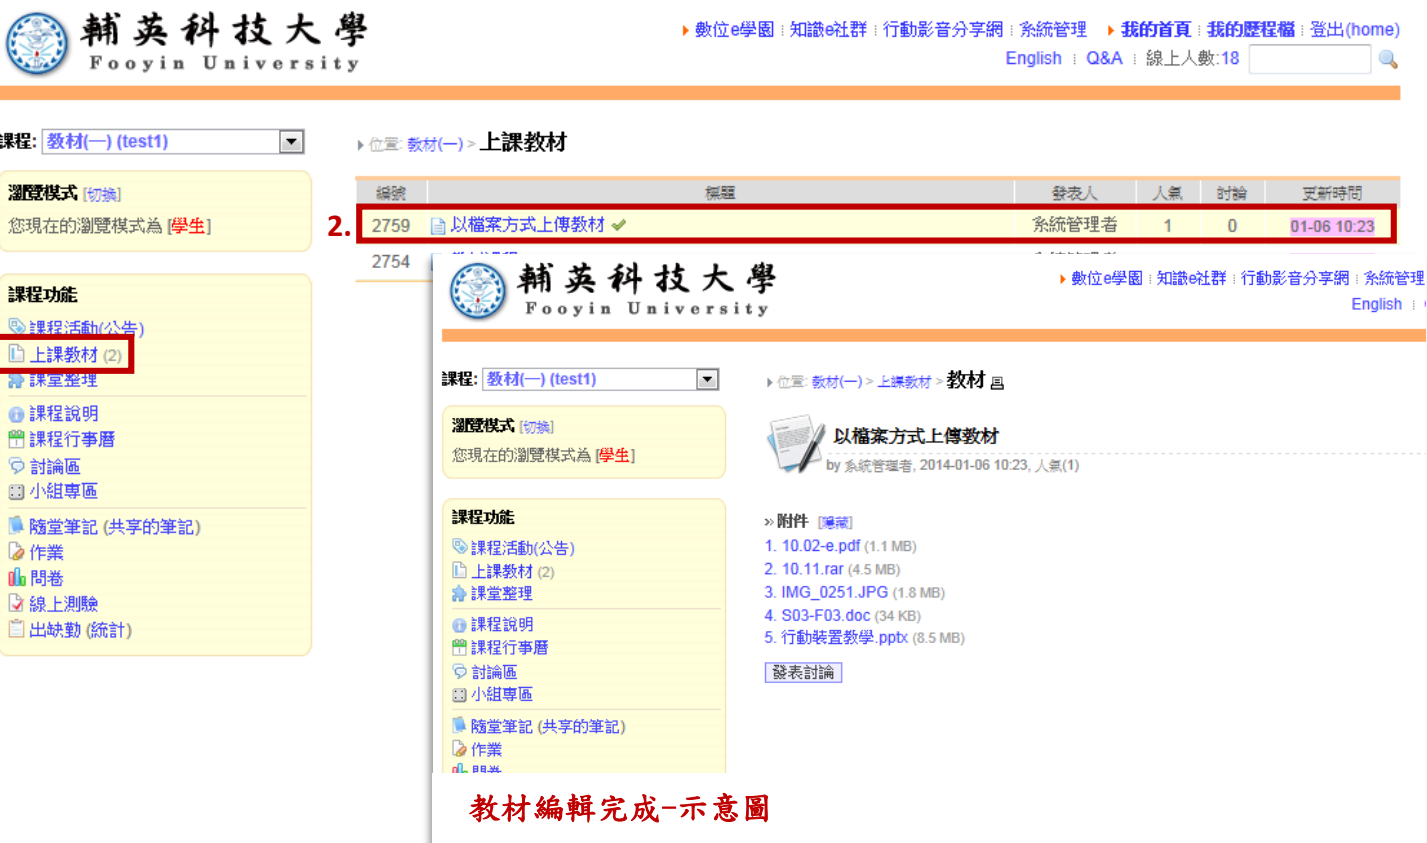 輔英科技大學
Fooyin University
數位e學園 知識e社群 行動影音分享網 系統管理 我的首頁 我的歷程檔 登出(home)
English Q&A 線上人數:18
課程: 教材(一) (test1)
位置: 教材(一) > 上課教材
瀏覽模式 [切換]
您現在的瀏覽模式為 [學生]
編號 標題 發表人 人氣 討論 更新時間
2.
2759 以檔案方式上傳教材 系統管理者 1 0 01-06 10:23
2754
課程功能
課程活動(公告)
上課教材 (2)
課堂整理
課程說明
課程行事曆
討論區
小組專區
隨堂筆記 (共享的筆記)
作業
問卷
線上測驗
出缺勤 (統計)
輔英科技大學
Fooyin University
數位e學園 知識e社群 行動影音分享網 系統管理
English
課程: 教材(一) (test1)
位置: 教材(一) > 上課教材 > 教材
瀏覽模式 [切換]
您現在的瀏覽模式為 [學生]
以檔案方式上傳教材
by 系統管理者, 2014-01-06 10:23, 人氣(1)
課程功能
課程活動(公告)
上課教材 (2)
課堂整理
課程說明
課程行事曆
討論區
小組專區
隨堂筆記 (共享的筆記)
作業
問卷
» 附件 [隱藏]
1. 10.02-e.pdf (1.1 MB)
2. 10.11.rar (4.5 MB)
3. IMG_0251.JPG (1.8 MB)
4. S03-F03.doc (34 KB)
5. 行動裝置教學.pptx (8.5 MB)
發表討論
教材編輯完成-示意圖